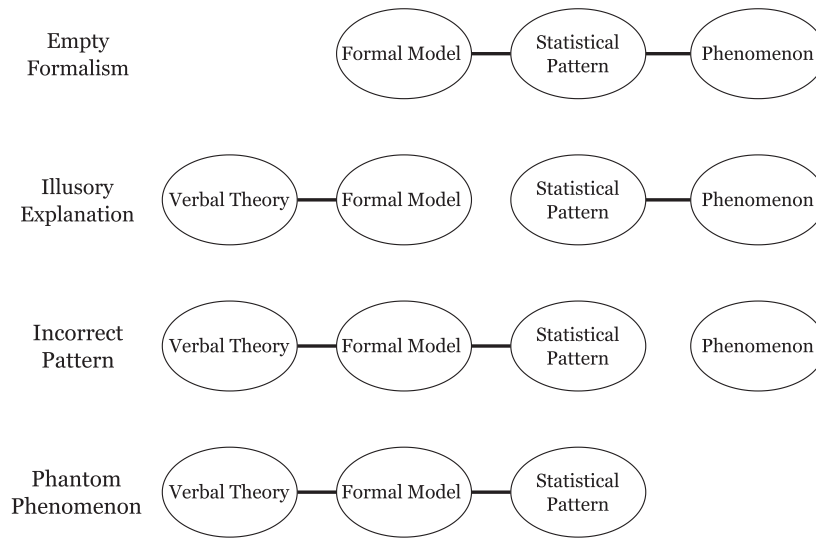 Empty
Formalism
Formal Model
Statistical
Pattern
Phenomenon
Illusory
Explanation
Verbal Theory
Formal Model
Statistical
Pattern
Phenomenon
Incorrect
Pattern
Verbal Theory
Formal Model
Statistical
Pattern
Phenomenon
Phantom
Phenomenon
Verbal Theory
Formal Model
Statistical
Pattern